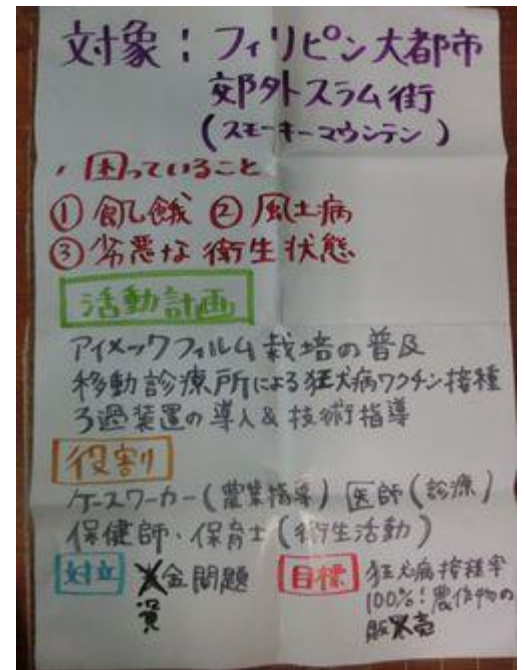 対象：フィリピン大都市
郊外スラム街
(スモーキーマウンテン)
・困っていること
① 飢餓 ② 風土病
③ 劣悪な衛生状態
活動計画
アイメックフィルム栽培の普及
移動診療所による狂犬病ワクチン接種
ろ過装置の導入&技術指導
役割
ケースワーカー(農業指導) 医師(診療)
保健師・保育士(衛生活動)
対立 資金問題
目標 狂犬病接種率
100%!農作物の
販売